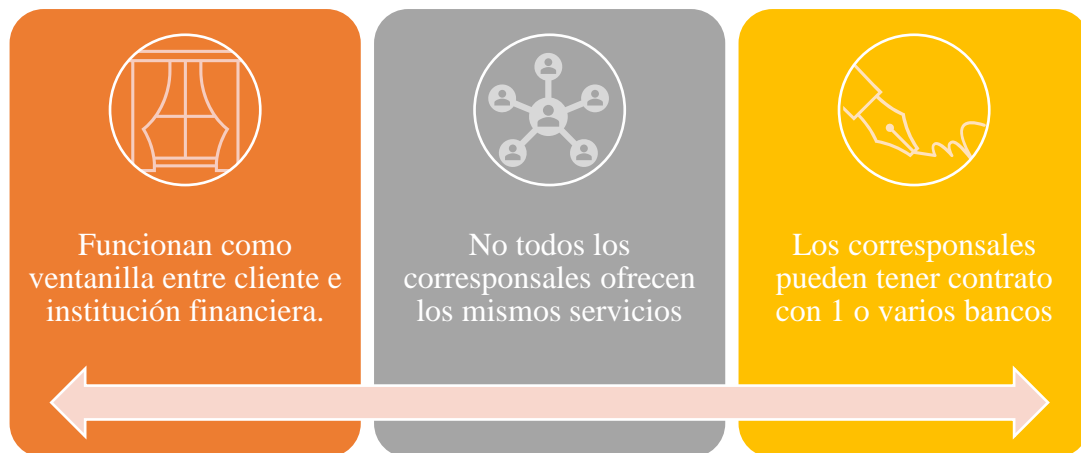 Funcionan como
ventanilla entre cliente e
institución financiera.
No todos los
corresponsales ofrecen
los mismos servicios
Los corresponsales
pueden tener contrato
con 1 o varios bancos